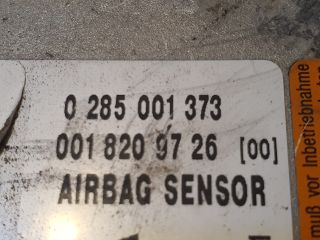 0 285 001 373
001 820 97 26 [00]
AIRBAG SENSOR
muß vor Inbetriebnahme